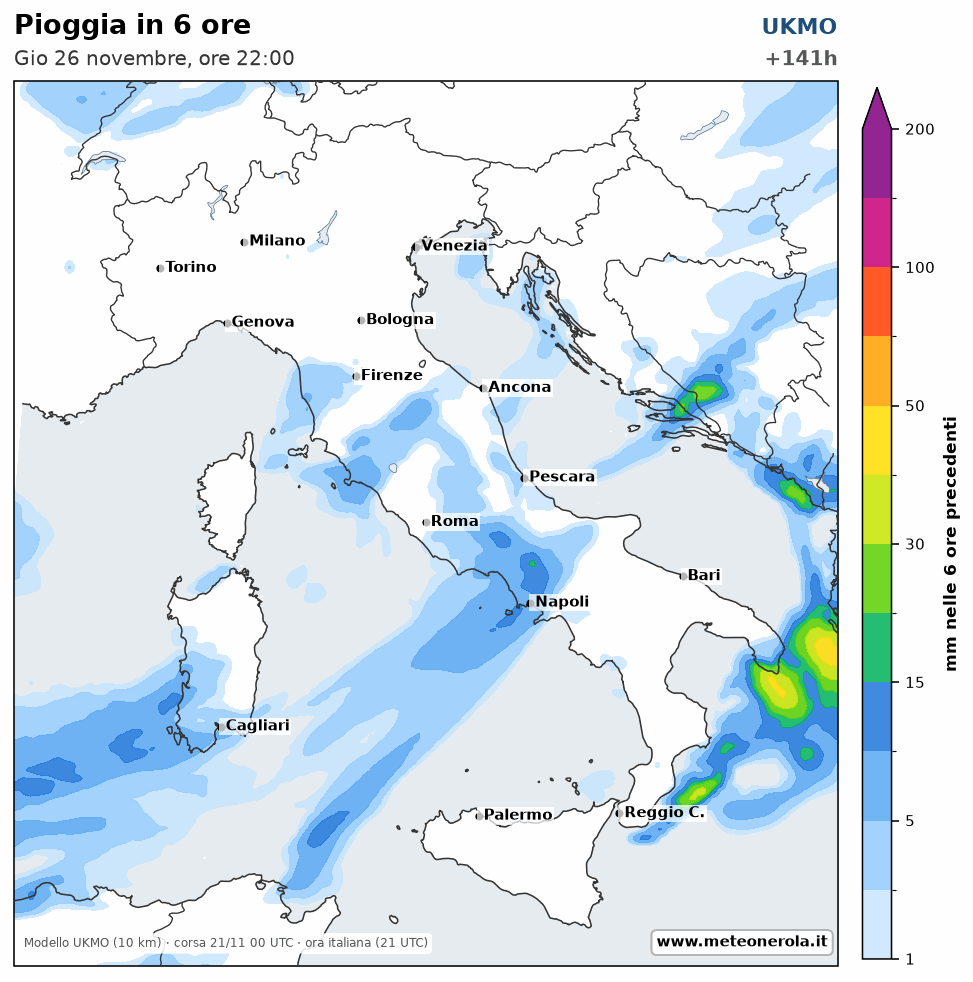 Pioggia in 6 ore
UKMO
Gio 26 novembre, ore 22:00
+141h
200
100
50
30
15
5
1
mm nelle 6 ore precedenti
Milano
Venezia
Torino
Genova
Bologna
Firenze
Ancona
Pescara
Roma
Bari
Napoli
Cagliari
Palermo
Reggio C.
Modello UKMO (10 km) · corsa 21/11 00 UTC · ora italiana (21 UTC)
www.meteonerola.it